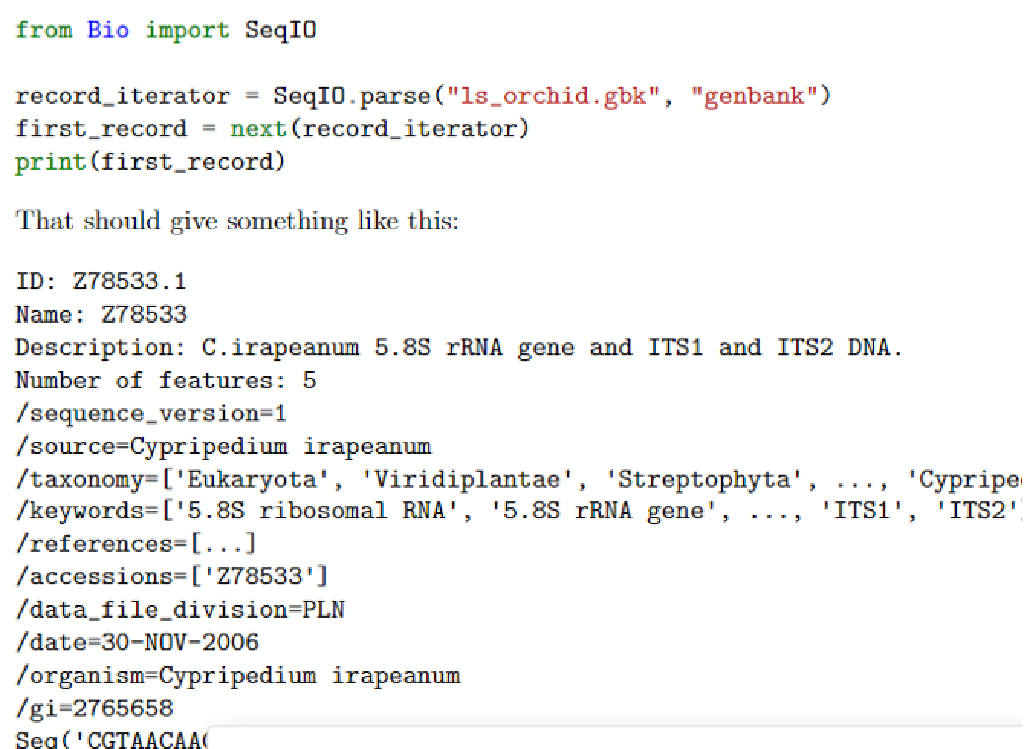 from Bio import SeqIO
record_iterator = SeqIO.parse("ls_orchid.gbk", "genbank")
first_record = next(record_iterator)
print(first_record)
That should give something like this:
ID: Z78533.1
Name: Z78533
Description: C.irapeanum 5.8S rRNA gene and ITS1 and ITS2 DNA.
Number of features: 5
/sequence_version=1
/source=Cypripedium irapeanum
/taxonomy=['Eukaryota', 'Viridiplantae', 'Streptophyta', ..., 'Cypripe
/keywords=['5.8S ribosomal RNA', '5.8S rRNA gene', ..., 'ITS1', 'ITS2']
/references=[...]
/accessions=['Z78533']
/data_file_division=PLN
/date=30-NOV-2006
/organism=Cypripedium irapeanum
/gi=2765658
Seq('CGTAACAA